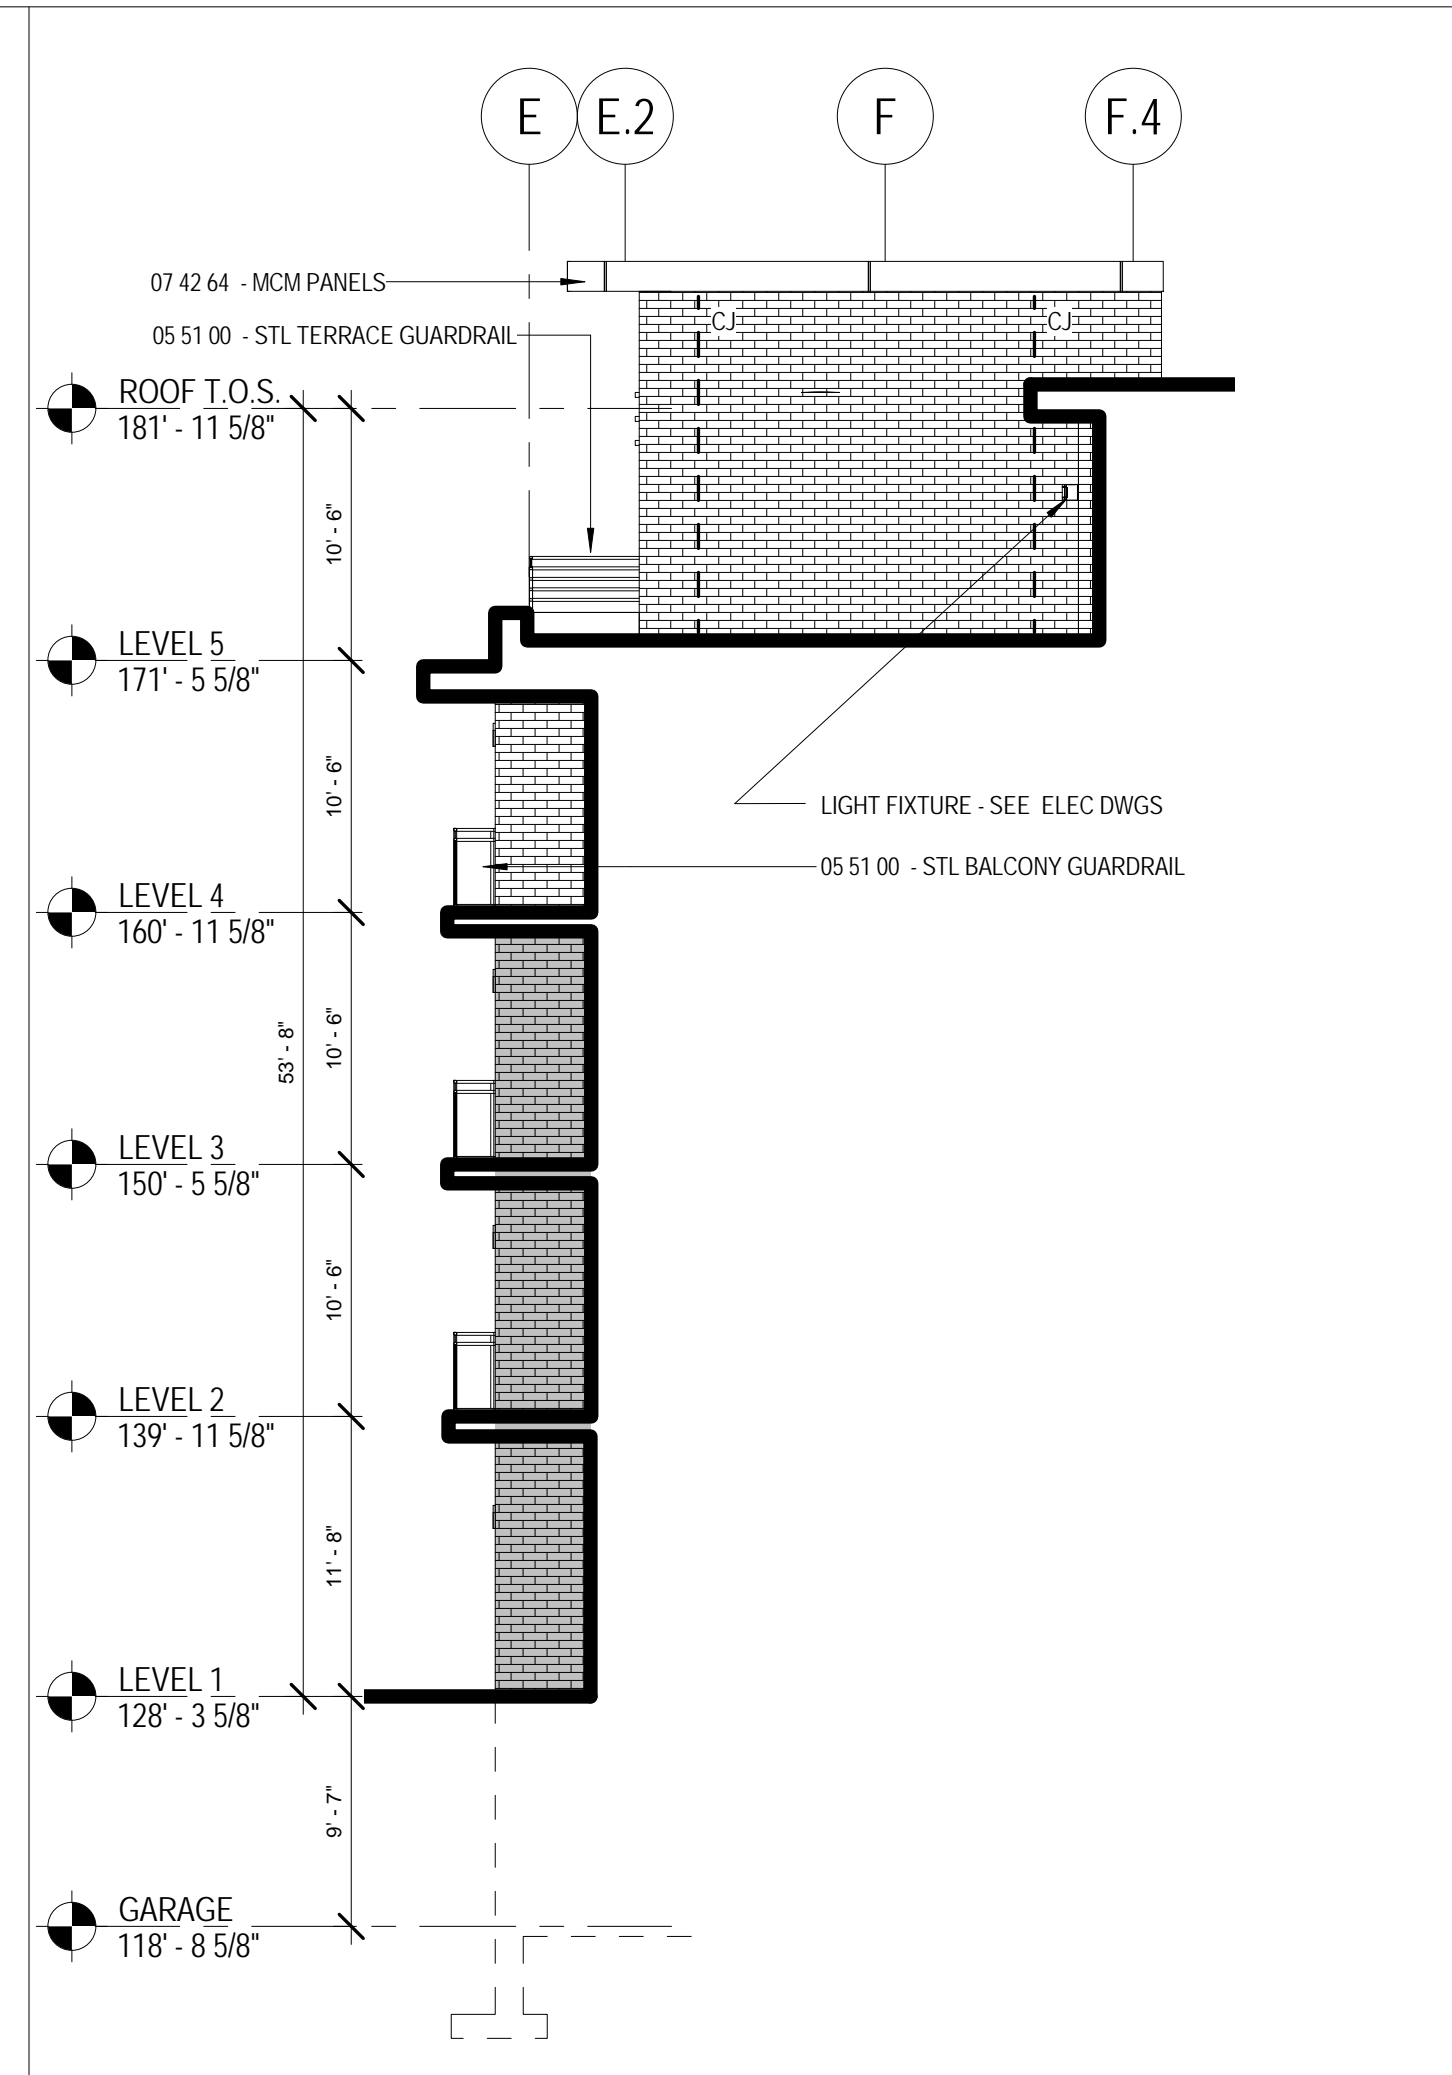 E
E.2
F
F.4
07 42 64 - MCM PANELS
05 51 00 - STL TERRACE GUARDRAIL
CJ
CJ
ROOF T.O.S.
181' - 11 5/8"
10' - 6"
LEVEL 5
171' - 5 5/8"
10' - 6"
LIGHT FIXTURE - SEE ELEC DWGS
05 51 00 - STL BALCONY GUARDRAIL
LEVEL 4
160' - 11 5/8"
10' - 6"
53' - 8"
LEVEL 3
150' - 5 5/8"
10' - 6"
LEVEL 2
139' - 11 5/8"
11' - 8"
LEVEL 1
128' - 3 5/8"
9' - 7"
GARAGE
118' - 8 5/8"